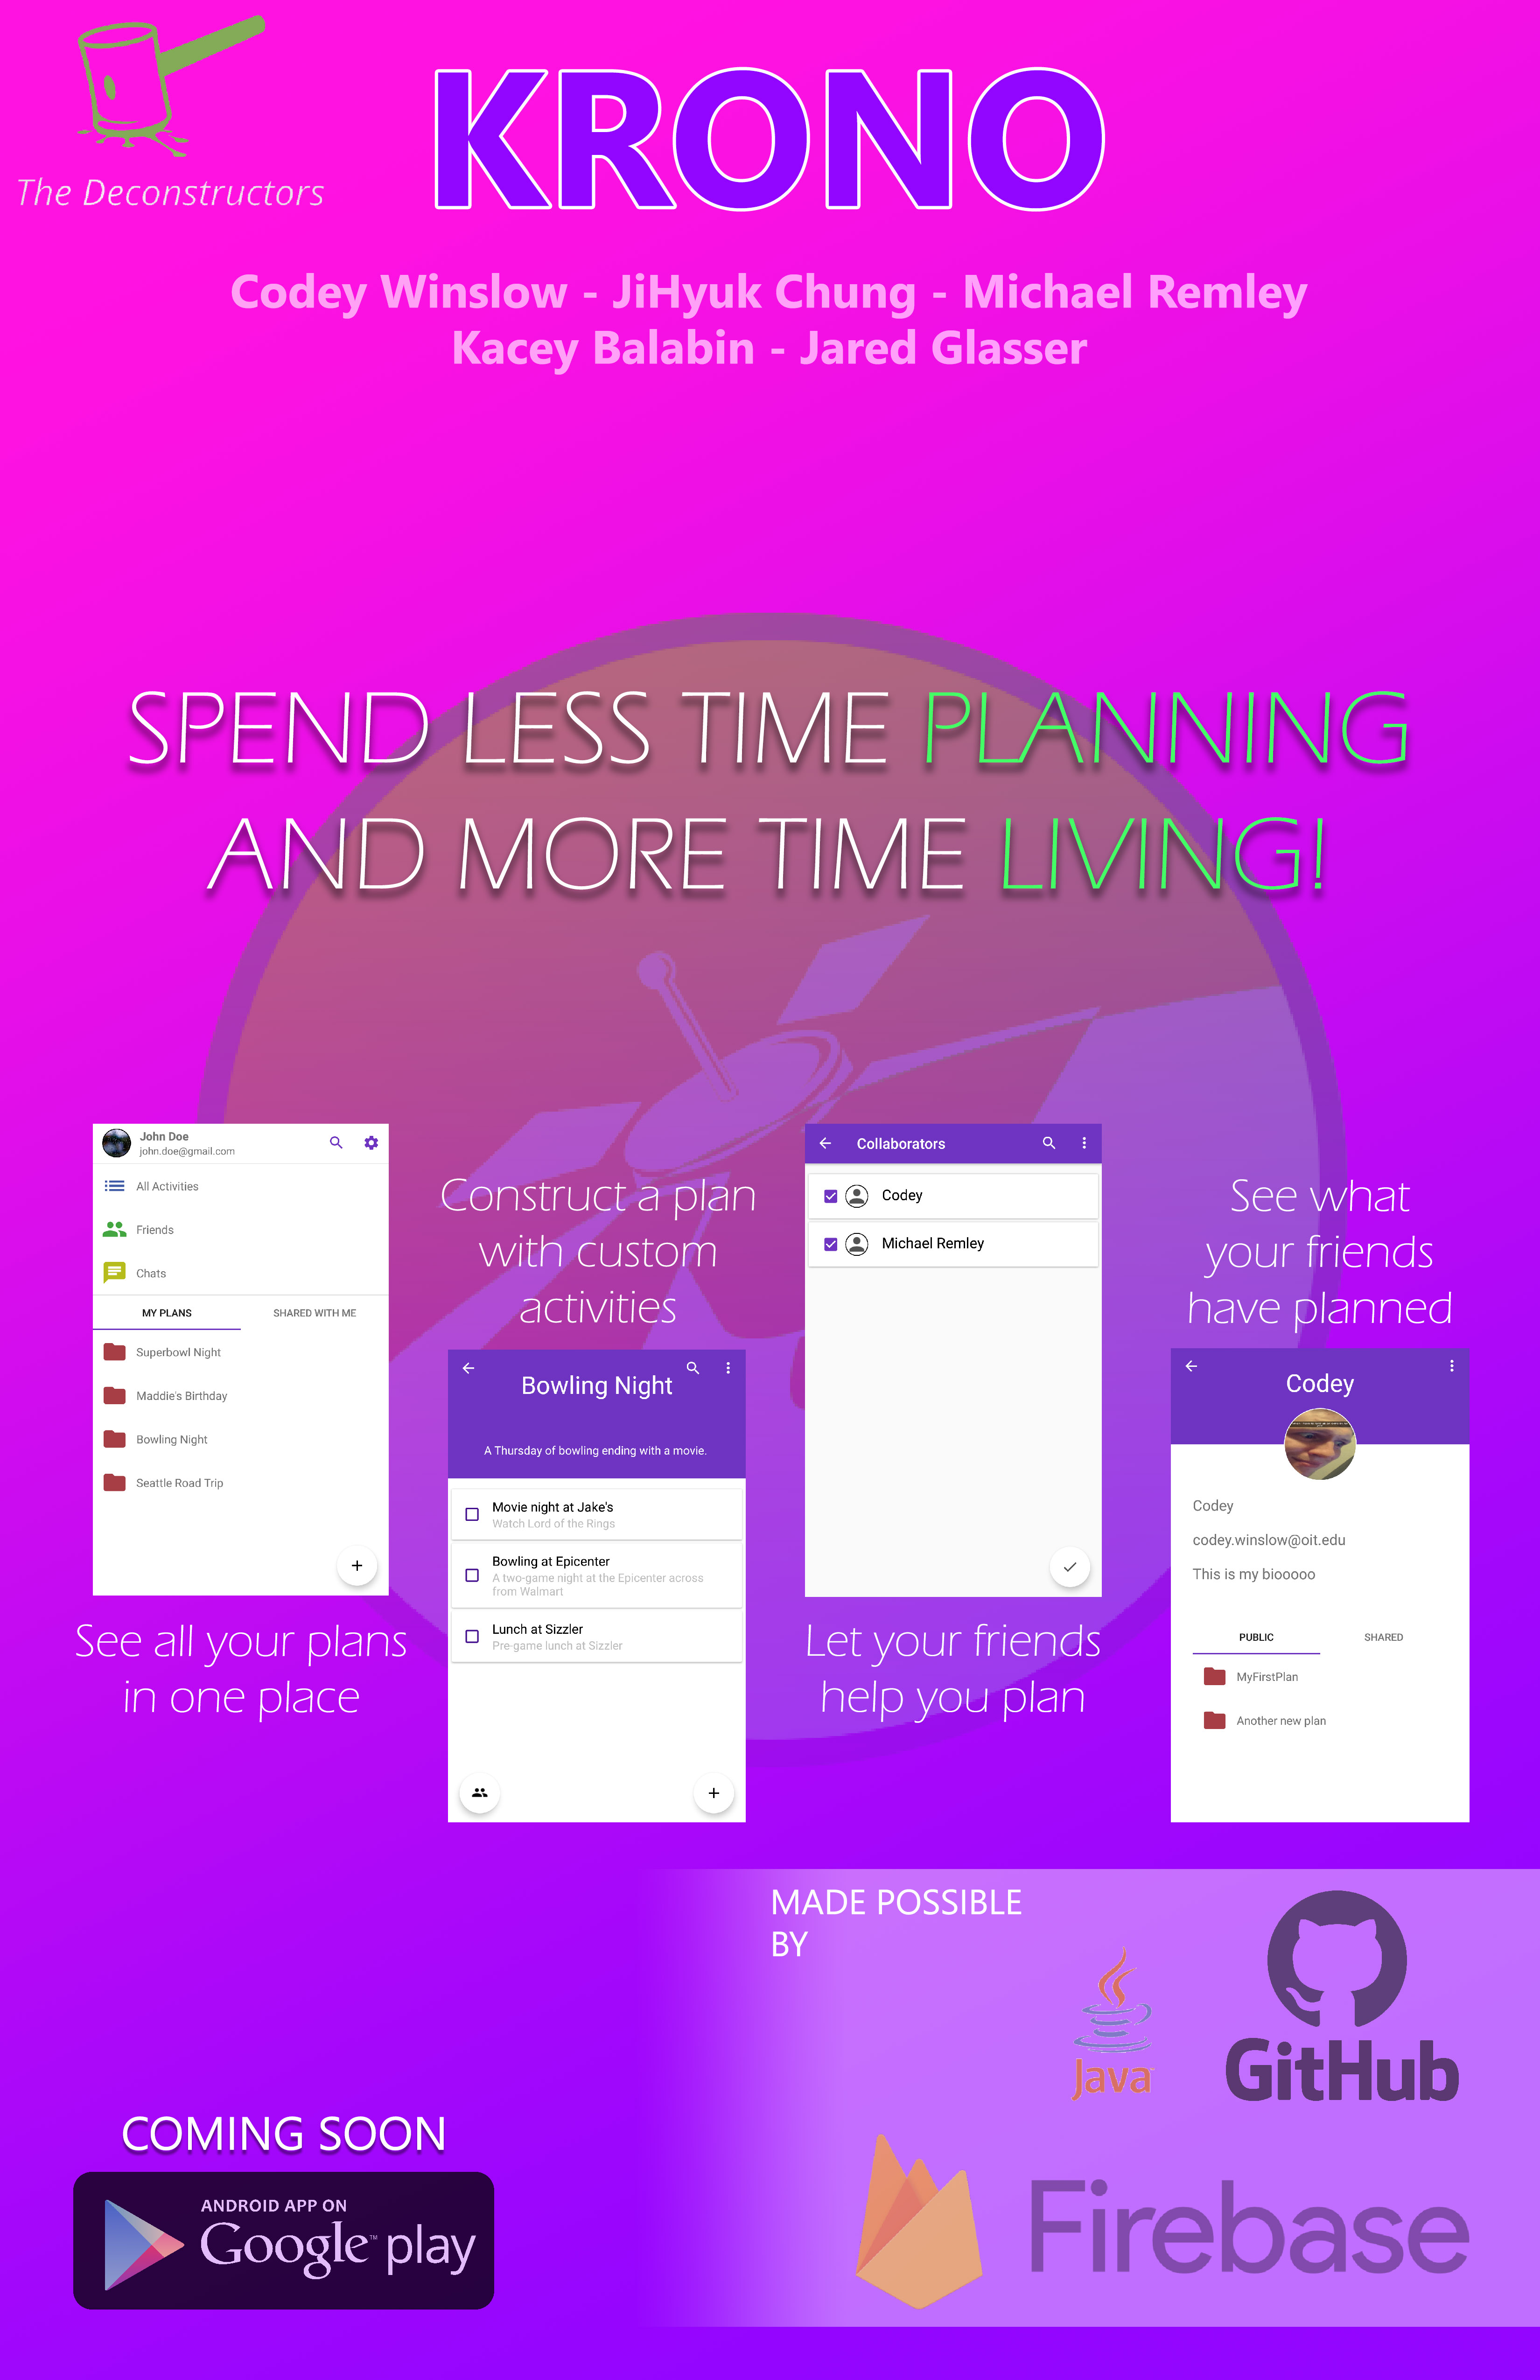 The Deconstructors
KRONO
Codey Winslow - JiHyuk Chung - Michael Remley
Kacey Balabin - Jared Glasser
SPEND LESS TIME PLANNING
AND MORE TIME LIVING!
John Doe
john.doe@gmail.com
All Activities
Friends
Chats
MY PLANS
SHARED WITH ME
Superbowl Night
Maddie's Birthday
Bowling Night
Seattle Road Trip
See all your plans
in one place
Construct a plan
with custom
activities
Bowling Night
A Thursday of bowling ending with a movie.
Movie night at Jake's
Watch Lord of the Rings
Bowling at Epicenter
A two-game night at the Epicenter across
from Walmart
Lunch at Sizzler
Pre-game lunch at Sizzler
Collaborators
Codey
Michael Remley
Let your friends
help you plan
See what
your friends
have planned
Codey
Codey
codey.winslow@oit.edu
This is my biooooo
PUBLIC
SHARED
MyFirstPlan
Another new plan
COMING SOON
ANDROID APP ON
Google™ play
MADE POSSIBLE
BY
Java
GitHub
Firebase